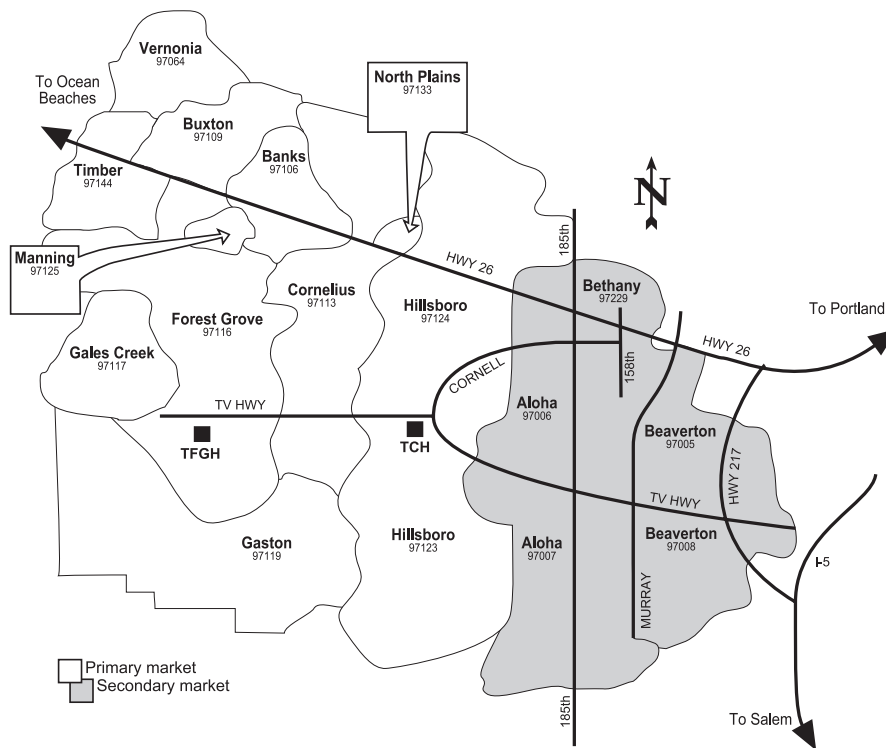 Vernonia
97064
To Ocean
Beaches
North Plains
97133
Buxton
97109
Banks
97106
Timber
97144
N
185th
Manning
97125
HWY 26
Bethany
97229
Cornelius
97113
Hillsboro
97124
To Portland
Forest Grove
97116
HWY 26
Gales Creek
97117
158th
CORNELL
TV HWY
Aloha
97006
Beaverton
97005
TFGH
TCH
HWY 217
TV HWY
Gaston
97119
Hillsboro
97123
Aloha
97007
Beaverton
97008
I-5
MURRAY
Primary market
Secondary market
185th
To Salem